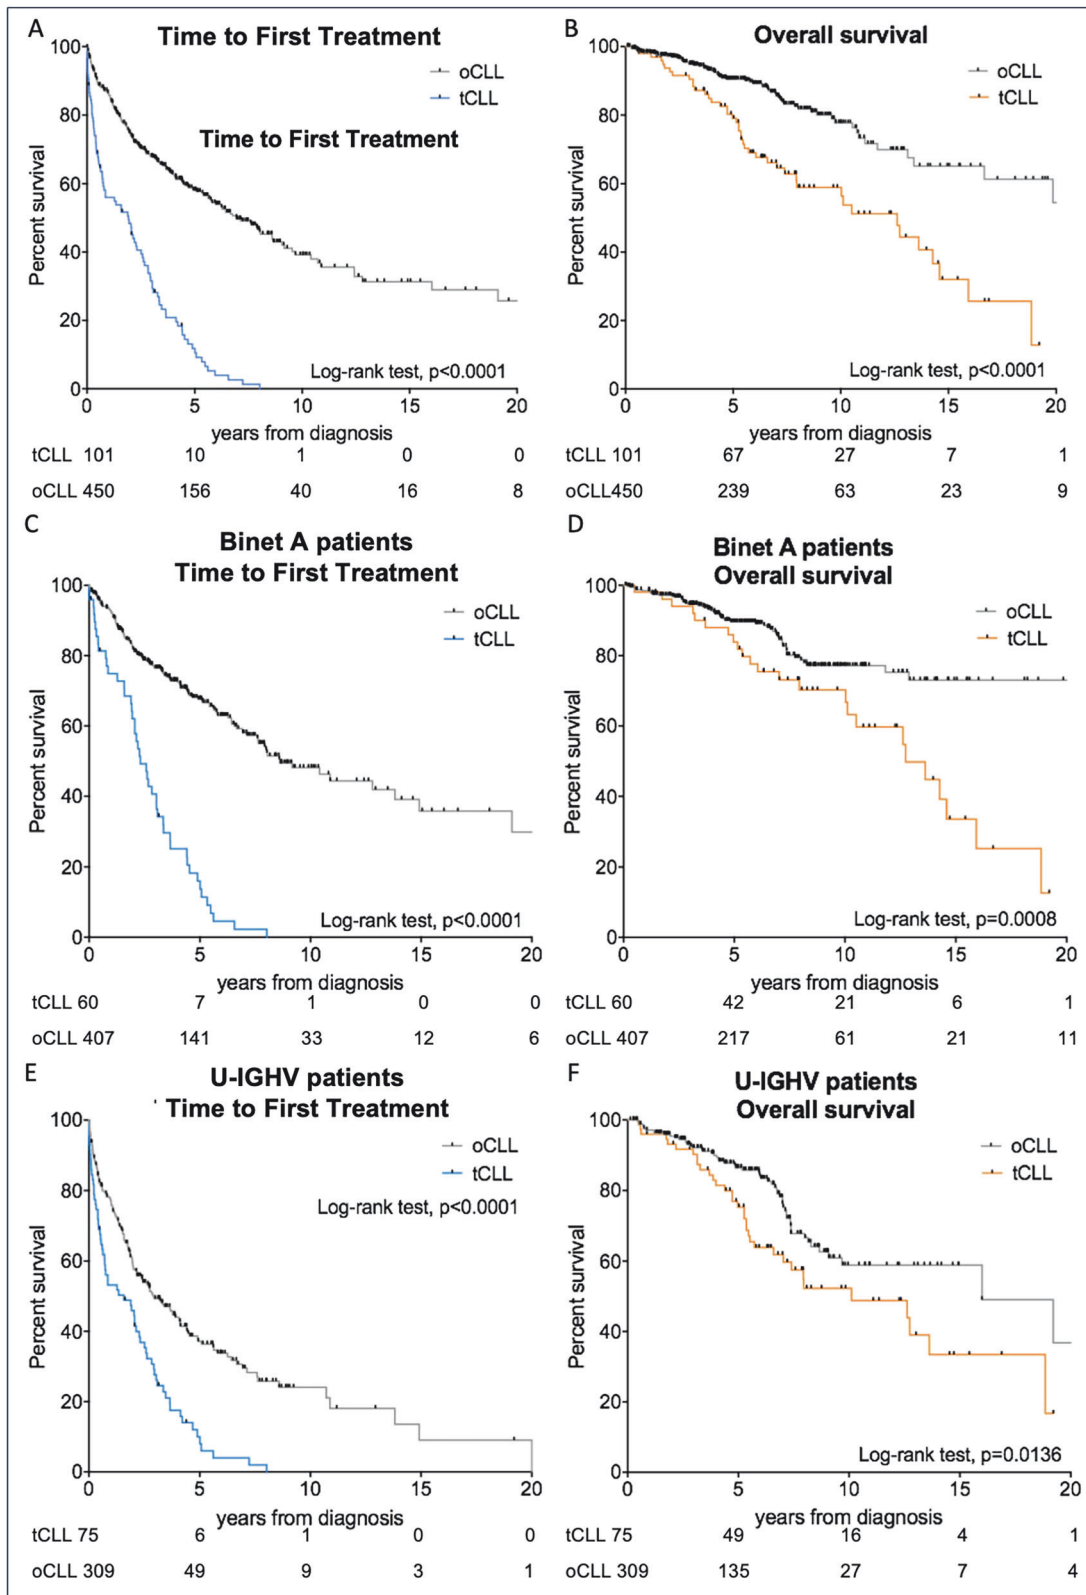 A
Time to First Treatment
Percent survival
100
80
60
40
20
0
oCLL
tCLL
Time to First Treatment
Log-rank test, p<0.0001
0 5 10 15 20
years from diagnosis
tCLL 101 10 1 0 0
oCLL 450 156 40 16 8
B
Overall survival
Percent survival
100
80
60
40
20
0
oCLL
tCLL
Log-rank test, p<0.0001
0 5 10 15 20
years from diagnosis
tCLL 101 67 27 7 1
oCLL450 239 63 23 9
C
Binet A patients
Time to First Treatment
Percent survival
100
80
60
40
20
0
oCLL
tCLL
Log-rank test, p<0.0001
0 5 10 15 20
years from diagnosis
tCLL 60 7 1 0 0
oCLL 407 141 33 12 6
D
Binet A patients
Overall survival
Percent survival
100
80
60
40
20
0
oCLL
tCLL
Log-rank test, p=0.0008
0 5 10 15 20
years from diagnosis
tCLL 60 42 21 6 1
oCLL 407 217 61 21 11
E
U-IGHV patients
Time to First Treatment
Percent survival
100
80
60
40
20
0
oCLL
tCLL
Log-rank test, p<0.0001
0 5 10 15 20
years from diagnosis
tCLL 75 6 1 0 0
oCLL 309 49 9 3 1
F
U-IGHV patients
Overall survival
Percent survival
100
80
60
40
20
0
oCLL
tCLL
Log-rank test, p=0.0136
0 5 10 15 20
years from diagnosis
tCLL 75 49 16 4 1
oCLL 309 135 27 7 4